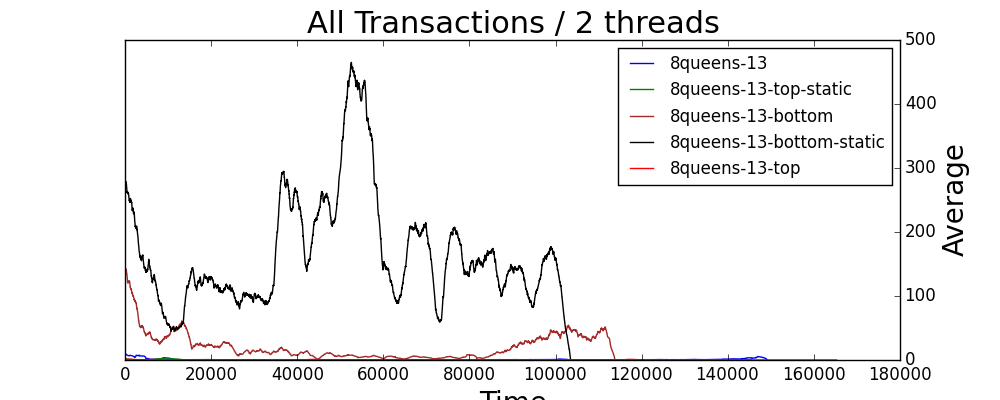 All Transactions / 2 threads
500
400
300
200
100
0
Average
8queens-13
8queens-13-top-static
8queens-13-bottom
8queens-13-bottom-static
8queens-13-top
0 20000 40000 60000 80000 100000 120000 140000 160000 180000
Time